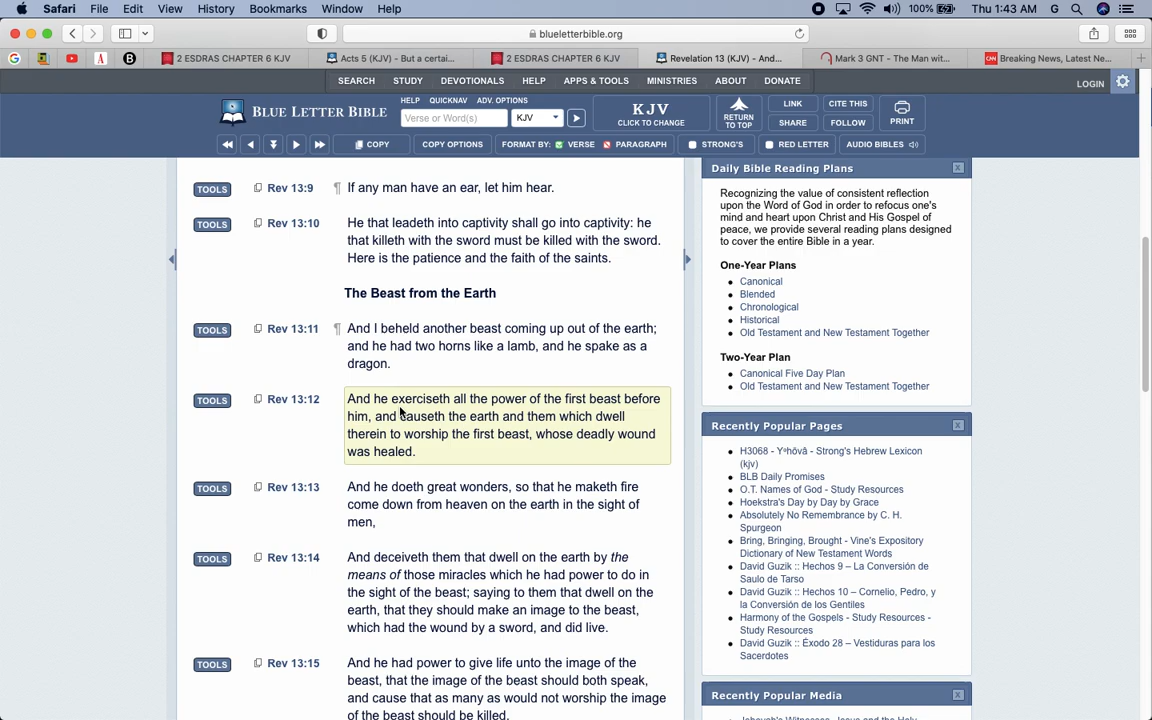 Safari File Edit View History Bookmarks Window Help 100% Thu 1:43 AM G
blueletterbible.org
2 ESDRAS CHAPTER 6 KJV Acts 5 (KJV) - But a certai... 2 ESDRAS CHAPTER 6 KJV Revelation 13 (KJV) - And... Mark 3 GNT - The Man wit... CNN Breaking News, Latest Ne...
SEARCH STUDY DEVOTIONALS HELP APPS & TOOLS MINISTRIES ABOUT DONATE LOGIN
BLUE LETTER BIBLE
HELP QUICKNAV ADV. OPTIONS
Verse or Word(s) KJV
KJV
CLICK TO CHANGE
RETURN
TO TOP
LINK CITE THIS
SHARE FOLLOW
PRINT
COPY COPY OPTIONS FORMAT BY: VERSE PARAGRAPH STRONG'S RED LETTER AUDIO BIBLES
TOOLS Rev 13:9 ¶ If any man have an ear, let him hear.
TOOLS Rev 13:10 He that leadeth into captivity shall go into captivity: he
that killeth with the sword must be killed with the sword.
Here is the patience and the faith of the saints.
The Beast from the Earth
TOOLS Rev 13:11 ¶ And I beheld another beast coming up out of the earth;
and he had two horns like a lamb, and he spake as a
dragon.
TOOLS Rev 13:12 And he exerciseth all the power of the first beast before
him, and causeth the earth and them which dwell
therein to worship the first beast, whose deadly wound
was healed.
TOOLS Rev 13:13 And he doeth great wonders, so that he maketh fire
come down from heaven on the earth in the sight of
men,
TOOLS Rev 13:14 And deceiveth them that dwell on the earth by the
means of those miracles which he had power to do in
the sight of the beast; saying to them that dwell on the
earth, that they should make an image to the beast,
which had the wound by a sword, and did live.
TOOLS Rev 13:15 And he had power to give life unto the image of the
beast, that the image of the beast should both speak,
and cause that as many as would not worship the image
of the beast should be killed.
Daily Bible Reading Plans
Recognizing the value of consistent reflection
upon the Word of God in order to refocus one's
mind and heart upon Christ and His Gospel of
peace, we provide several reading plans designed
to cover the entire Bible in a year.
One-Year Plans
Canonical
Blended
Chronological
Historical
Old Testament and New Testament Together
Two-Year Plan
Canonical Five Day Plan
Old Testament and New Testament Together
Recently Popular Pages
H3068 - Yᵊhōvâ - Strong's Hebrew Lexicon
(kjv)
BLB Daily Promises
O.T. Names of God - Study Resources
Hoekstra's Day by Day by Grace
Absolutely No Remembrance by C. H.
Spurgeon
Bring, Bringing, Brought - Vine's Expository
Dictionary of New Testament Words
David Guzik :: Hechos 9 – La Conversión de
Saulo de Tarso
David Guzik :: Hechos 10 – Cornelio, Pedro, y
la Conversión de los Gentiles
Harmony of the Gospels - Study Resources -
Study Resources
David Guzik :: Éxodo 28 – Vestiduras para los
Sacerdotes
Recently Popular Media
Jehovah's Witnesses, Jesus and the Holy